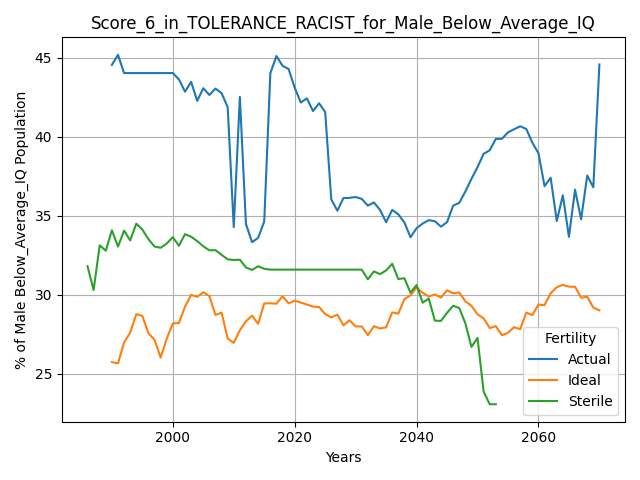 Score_6_in_TOLERANCE_RACIST_for_Male_Below_Average_IQ
% of Male Below_Average_IQ Population
45
40
35
30
25
2000 2020 2040 2060
Years
Fertility
Actual
Ideal
Sterile